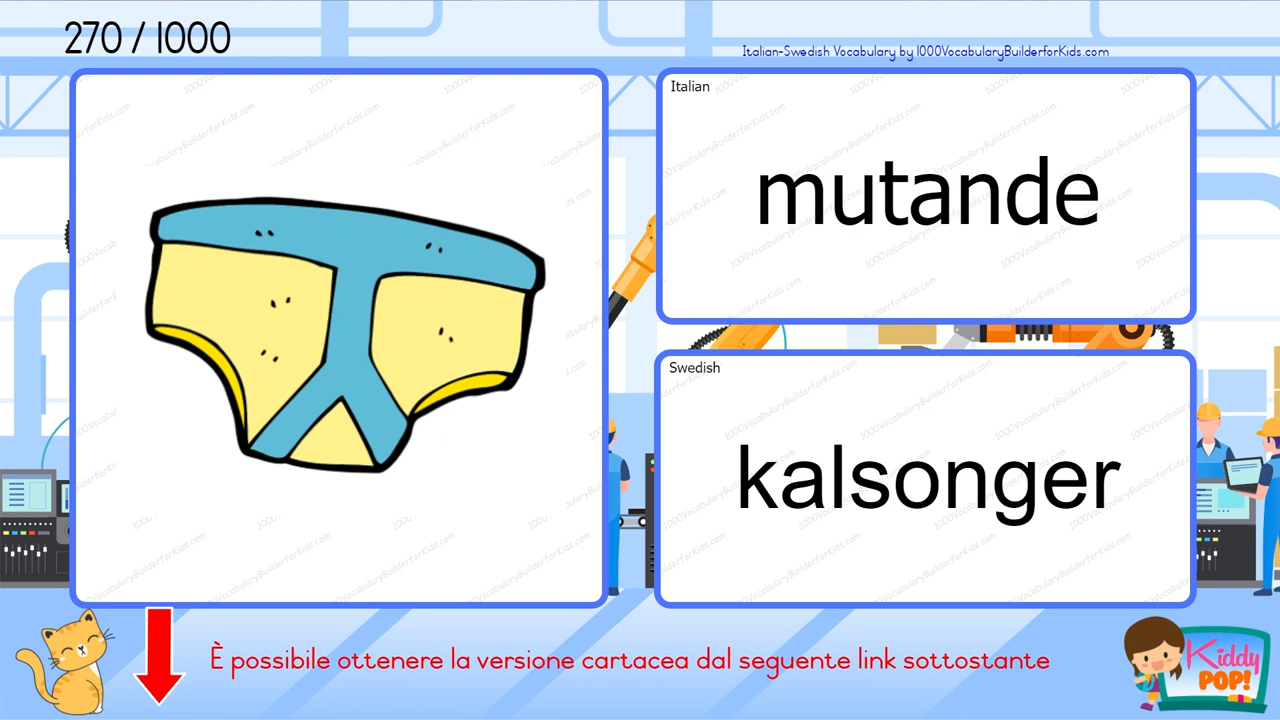 270 / 1000
Italian-Swedish Vocabulary by 1000VocabularyBuilderforKids.com
Italian
mutande
Swedish
kalsonger
È possibile ottenere la versione cartacea dal seguente link sottostante
Kiddy
POP!